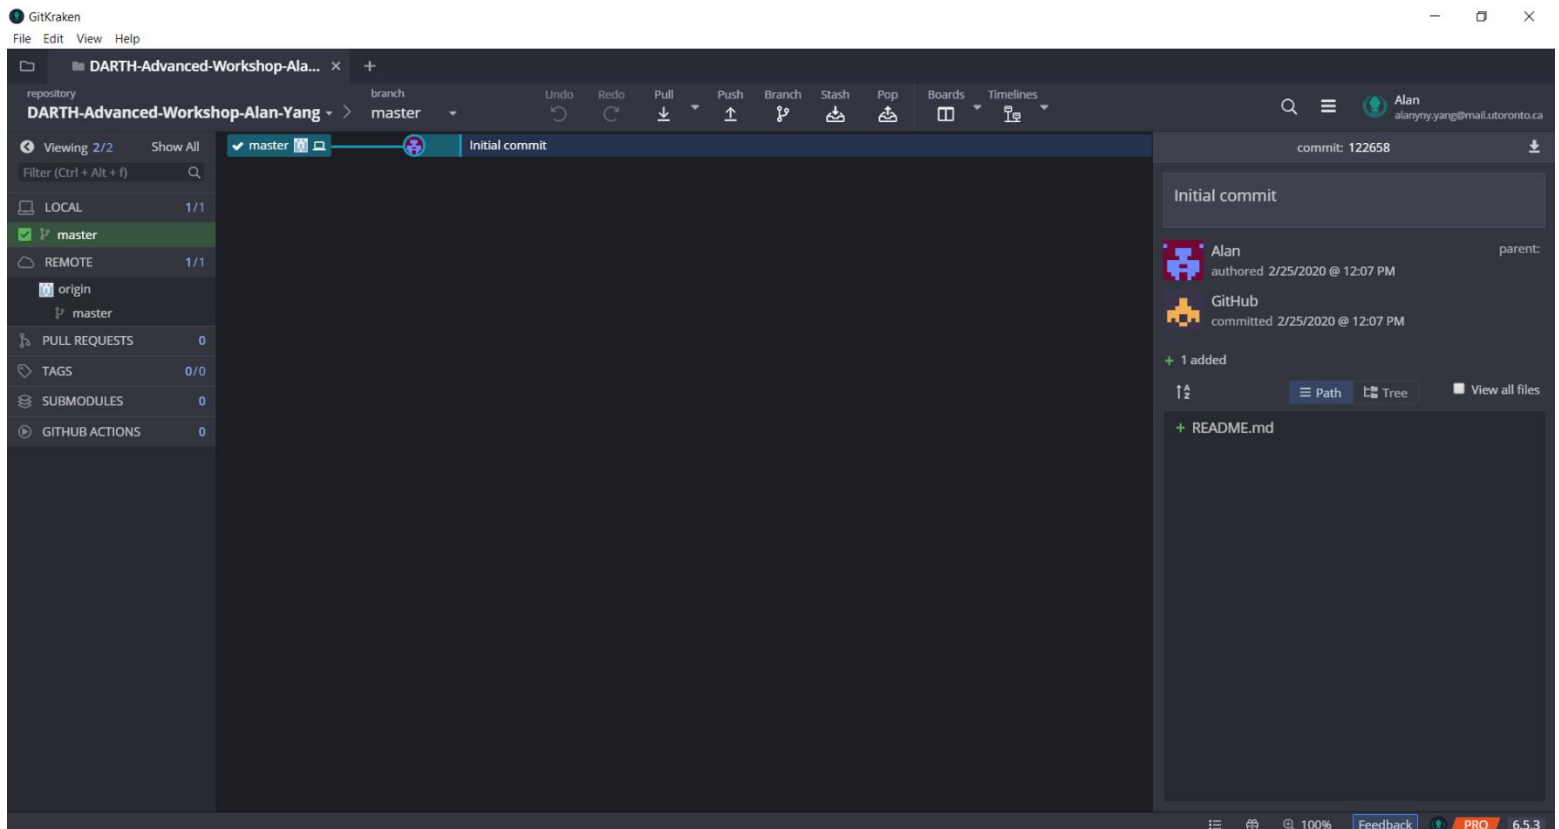 GitKraken
File Edit View Help
DARTH-Advanced-Workshop-Ala... × +
repository
DARTH-Advanced-Workshop-Alan-Yang
branch
master
Undo Redo Pull Push Branch Stash Pop Boards Timelines
Alan
alanyny.yang@mail.utoronto.ca
Viewing 2/2 Show All
Filter (Ctrl + Alt + f)
LOCAL 1/1
master
REMOTE 1/1
origin
master
PULL REQUESTS 0
TAGS 0/0
SUBMODULES 0
GITHUB ACTIONS 0
master
Initial commit
commit: 122658
Initial commit
Alan
authored 2/25/2020 @ 12:07 PM
parent:
GitHub
committed 2/25/2020 @ 12:07 PM
+ 1 added
A
Z
Path Tree View all files
+ README.md
100% Feedback PRO 6.5.3